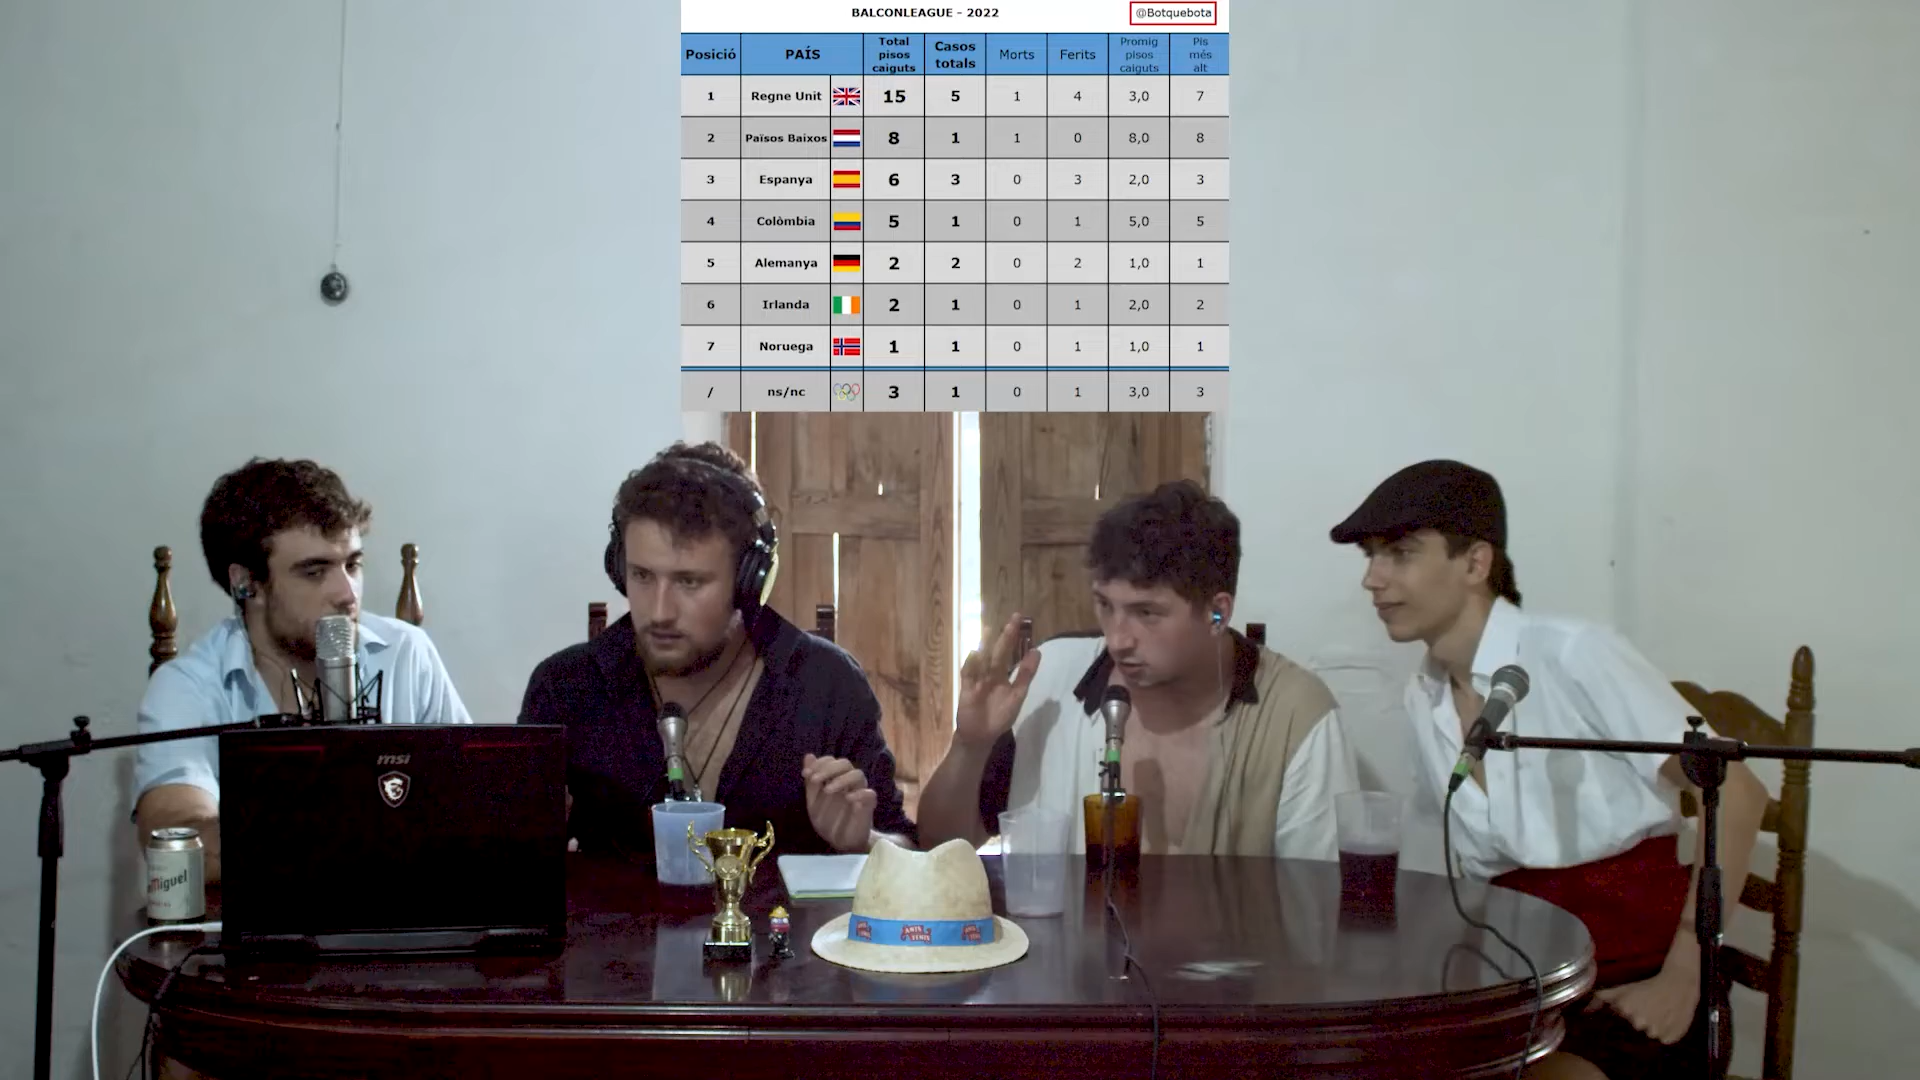 BALCONLEAGUE - 2022
@Botquebota
Posició PAÍS Total pisos caiguts Casos totals Morts Ferits Promig pisos caiguts Pis més alt
1 Regne Unit 15 5 1 4 3,0 7
2 Països Baixos 8 1 1 0 8,0 8
3 Espanya 6 3 0 3 2,0 3
4 Colòmbia 5 1 0 1 5,0 5
5 Alemanya 2 2 0 2 1,0 1
6 Irlanda 2 1 0 1 2,0 2
7 Noruega 1 1 0 1 1,0 1
/ ns/nc 3 1 0 1 3,0 3
msi
miguel
ANIS
TENIS